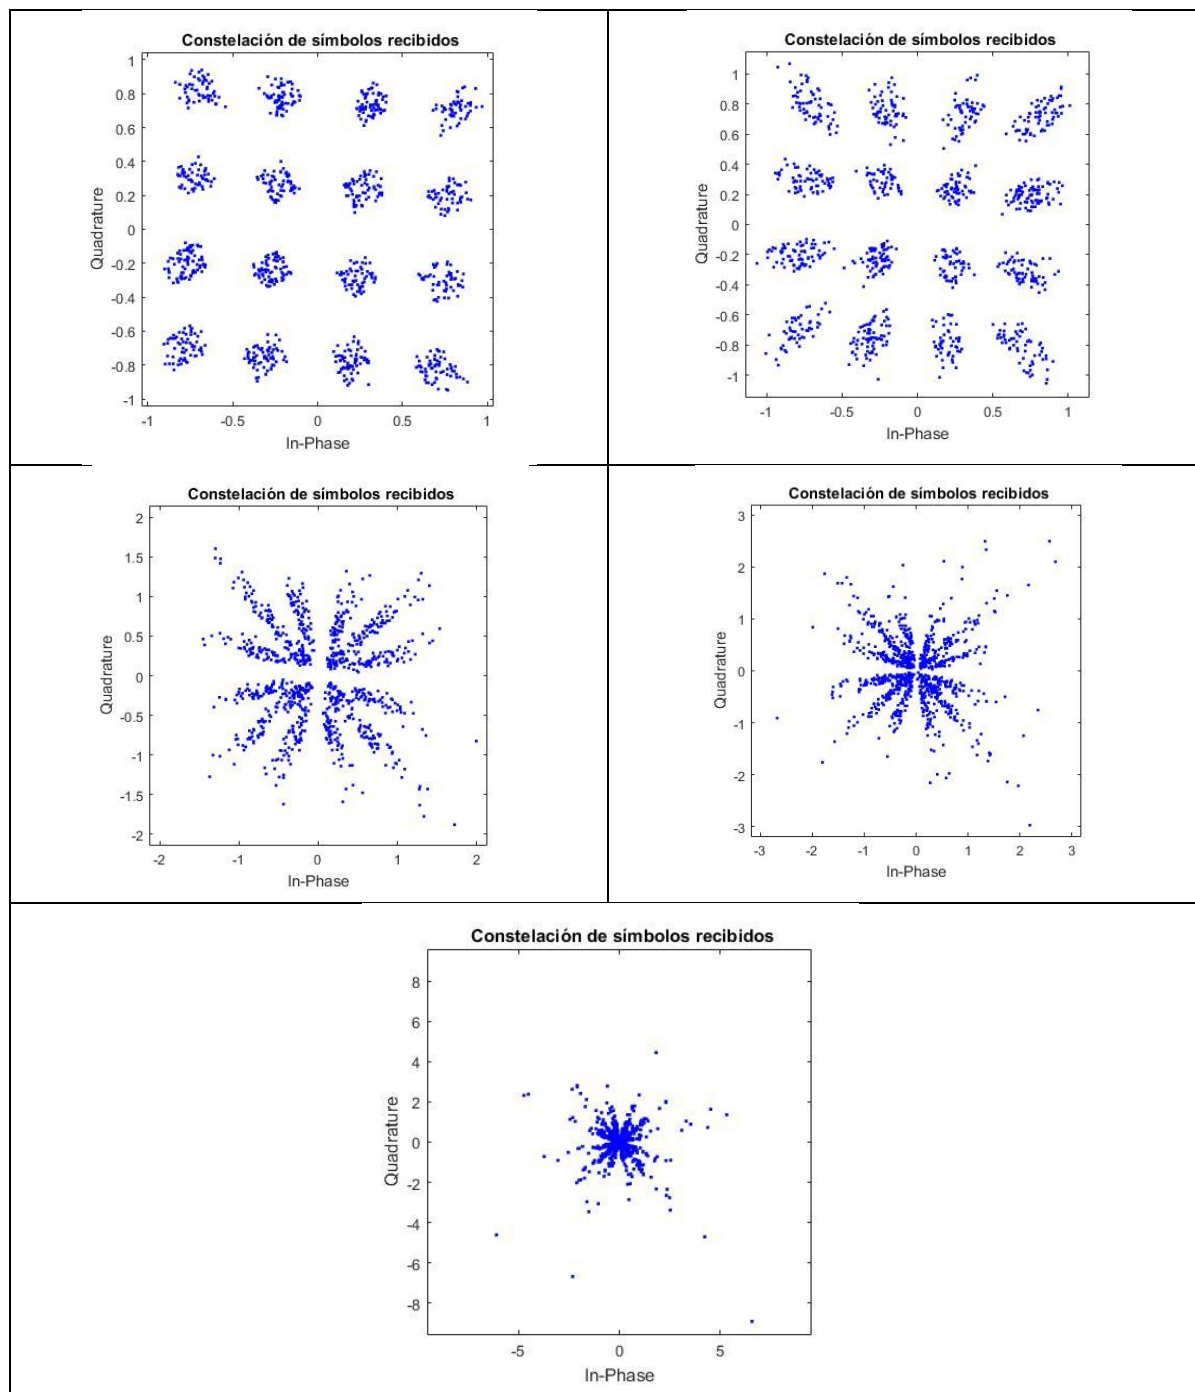 Constelación de símbolos recibidos
1
0.8
0.6
0.4
0.2
0
-0.2
-0.4
-0.6
-0.8
-1
Quadrature
-1 -0.5 0 0.5 1
In-Phase
Constelación de símbolos recibidos
1
0.8
0.6
0.4
0.2
0
-0.2
-0.4
-0.6
-0.8
-1
Quadrature
-1 -0.5 0 0.5 1
In-Phase
Constelación de símbolos recibidos
2
1.5
1
0.5
0
-0.5
-1
-1.5
-2
Quadrature
-2 -1 0 1 2
In-Phase
Constelación de símbolos recibidos
3
2
1
0
-1
-2
-3
Quadrature
-3 -2 -1 0 1 2 3
In-Phase
Constelación de símbolos recibidos
8
6
4
2
0
-2
-4
-6
-8
Quadrature
-5 0 5
In-Phase